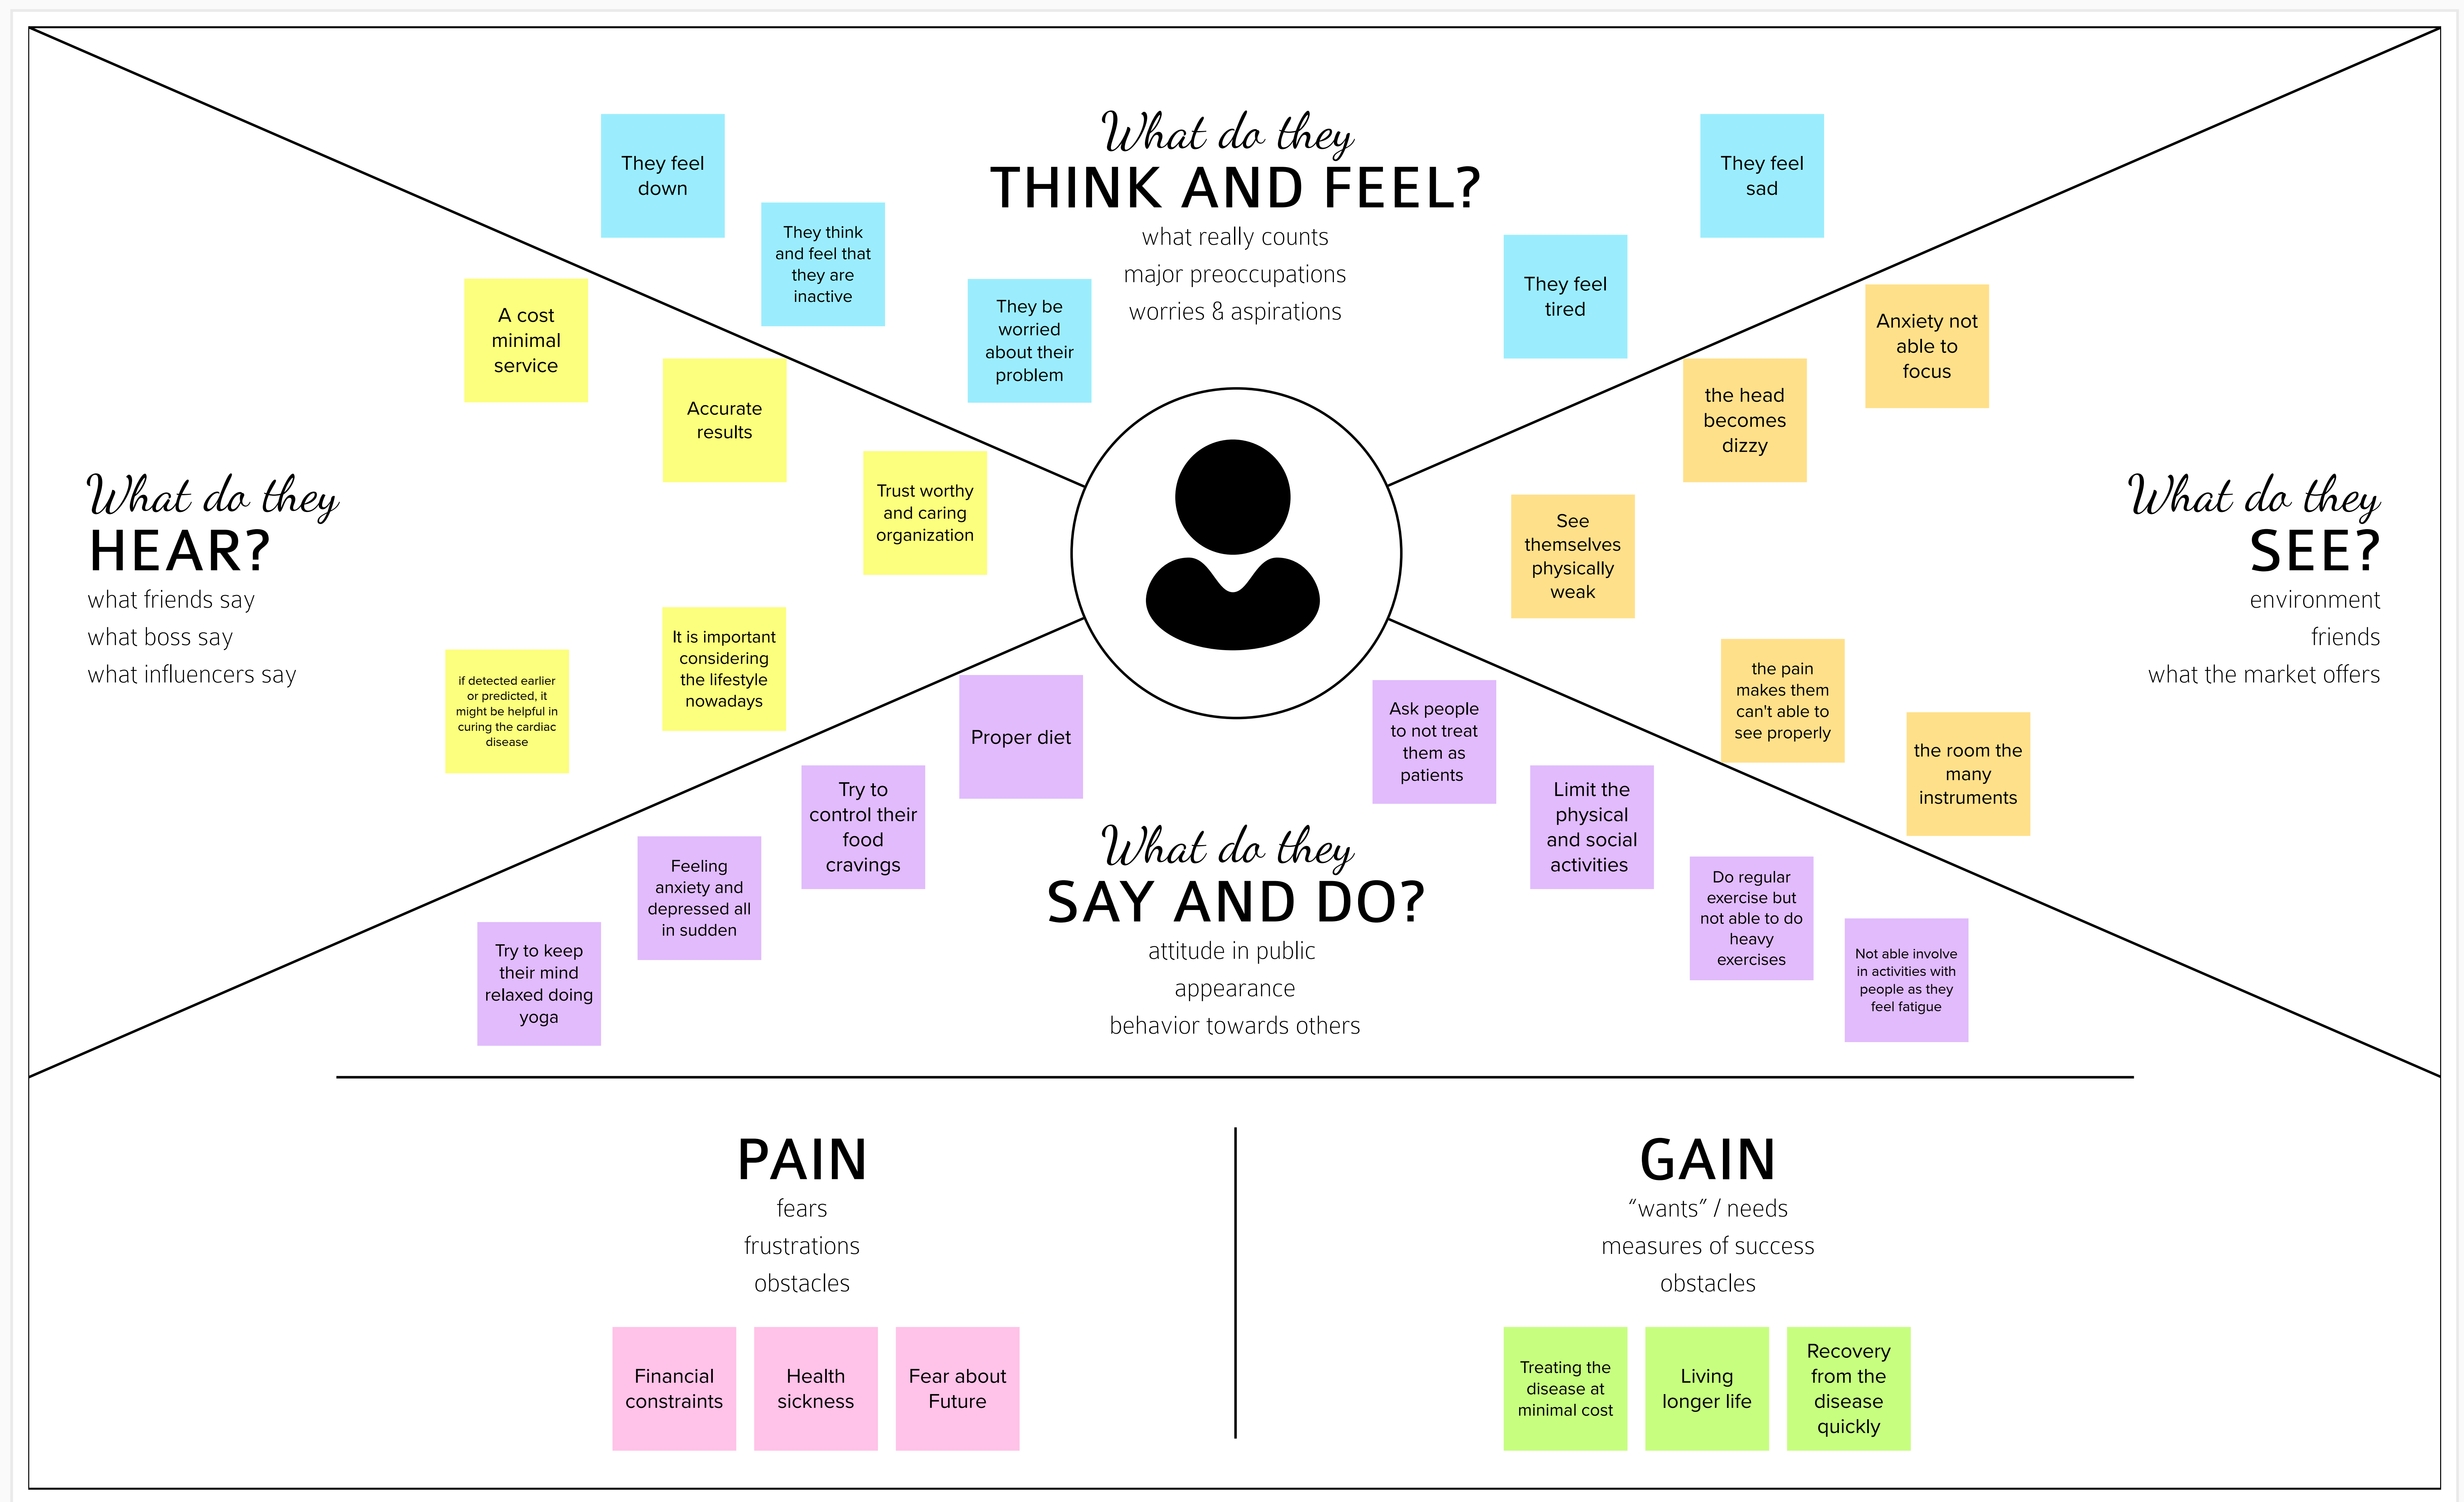 What do they
THINK AND FEEL?
what really counts
major preoccupations
worries & aspirations
They feel
down
They think
and feel that
they are
inactive
They be
worried
about their
problem
They feel
sad
They feel
tired
What do they
HEAR?
what friends say
what boss say
what influencers say
A cost
minimal
service
Accurate
results
Trust worthy
and caring
organization
It is important
considering
the lifestyle
nowadays
if detected earlier
or predicted, it
might be helpful in
curing the cardiac
disease
What do they
SEE?
environment
friends
what the market offers
Anxiety not
able to
focus
the head
becomes
dizzy
See
themselves
physically
weak
the pain
makes them
can't able to
see properly
the room the
many
instruments
What do they
SAY AND DO?
attitude in public
appearance
behavior towards others
Proper diet
Try to
control their
food
cravings
Feeling
anxiety and
depressed all
in sudden
Try to keep
their mind
relaxed doing
yoga
Ask people
to not treat
them as
patients
Limit the
physical
and social
activities
Do regular
exercise but
not able to do
heavy
exercises
Not able involve
in activities with
people as they
feel fatigue
PAIN
fears
frustrations
obstacles
Financial
constraints
Health
sickness
Fear about
Future
GAIN
“wants” / needs
measures of success
obstacles
Treating the
disease at
minimal cost
Living
longer life
Recovery
from the
disease
quickly